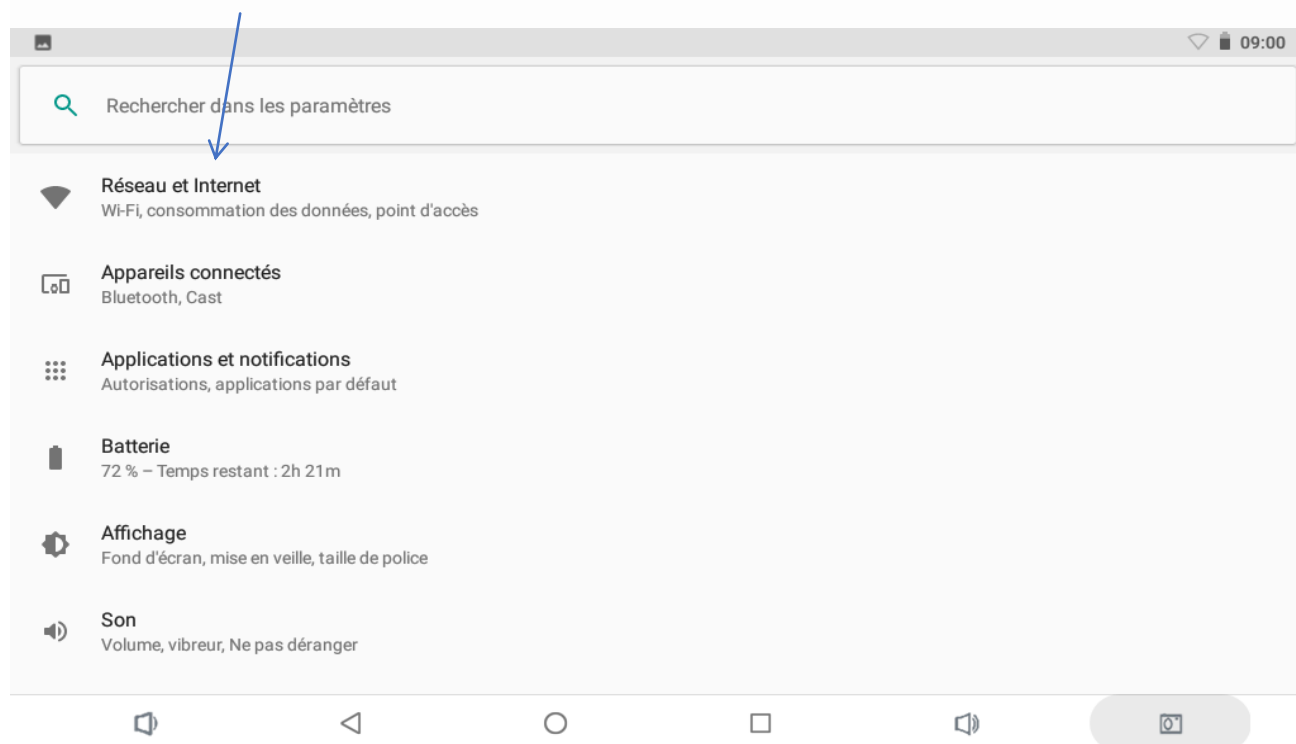 09:00
Rechercher dans les paramètres
Réseau et Internet
Wi-Fi, consommation des données, point d'accès
Appareils connectés
Bluetooth, Cast
Applications et notifications
Autorisations, applications par défaut
Batterie
72 % – Temps restant : 2h 21m
Affichage
Fond d'écran, mise en veille, taille de police
Son
Volume, vibreur, Ne pas déranger